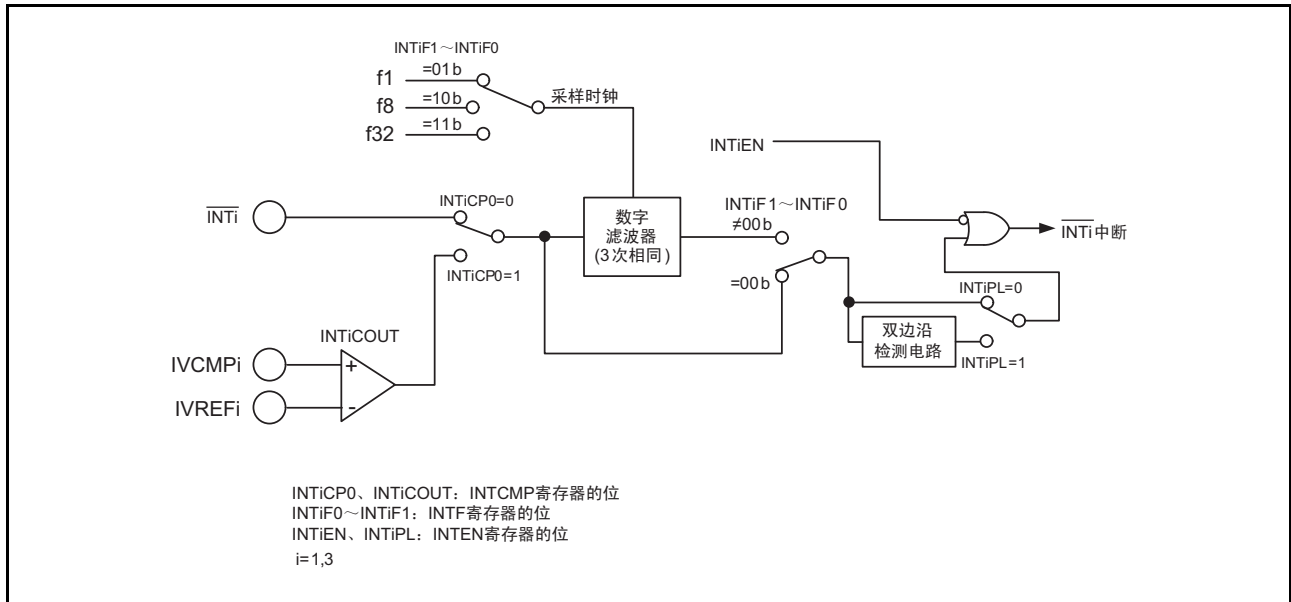 INTiF1～INTiF0
f1
=01b
f8
=10b
f32
=11b
采样时钟
INTiEN
INTi
INTiCP0=0
INTiCP0=1
数字
滤波器
(3次相同)
INTiF1～INTiF0
≠00b
=00b
INTi中断
INTiPL=0
双边沿
检测电路
INTiPL=1
INTiCOUT
IVCMPi
+
IVREFi
-
INTiCP0、INTiCOUT：INTCMP寄存器的位
INTiF0～INTiF1：INTF寄存器的位
INTiEN、INTiPL：INTEN寄存器的位
i=1,3